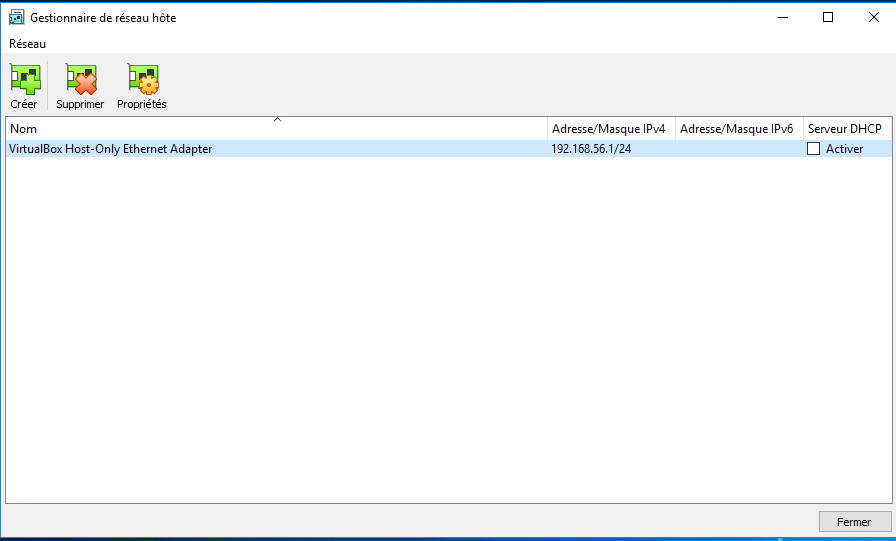 Gestionnaire de réseau hôte
Réseau
Créer Supprimer Propriétés
Nom Adresse/Masque IPv4 Adresse/Masque IPv6 Serveur DHCP
VirtualBox Host-Only Ethernet Adapter 192.168.56.1/24 Activer
Fermer